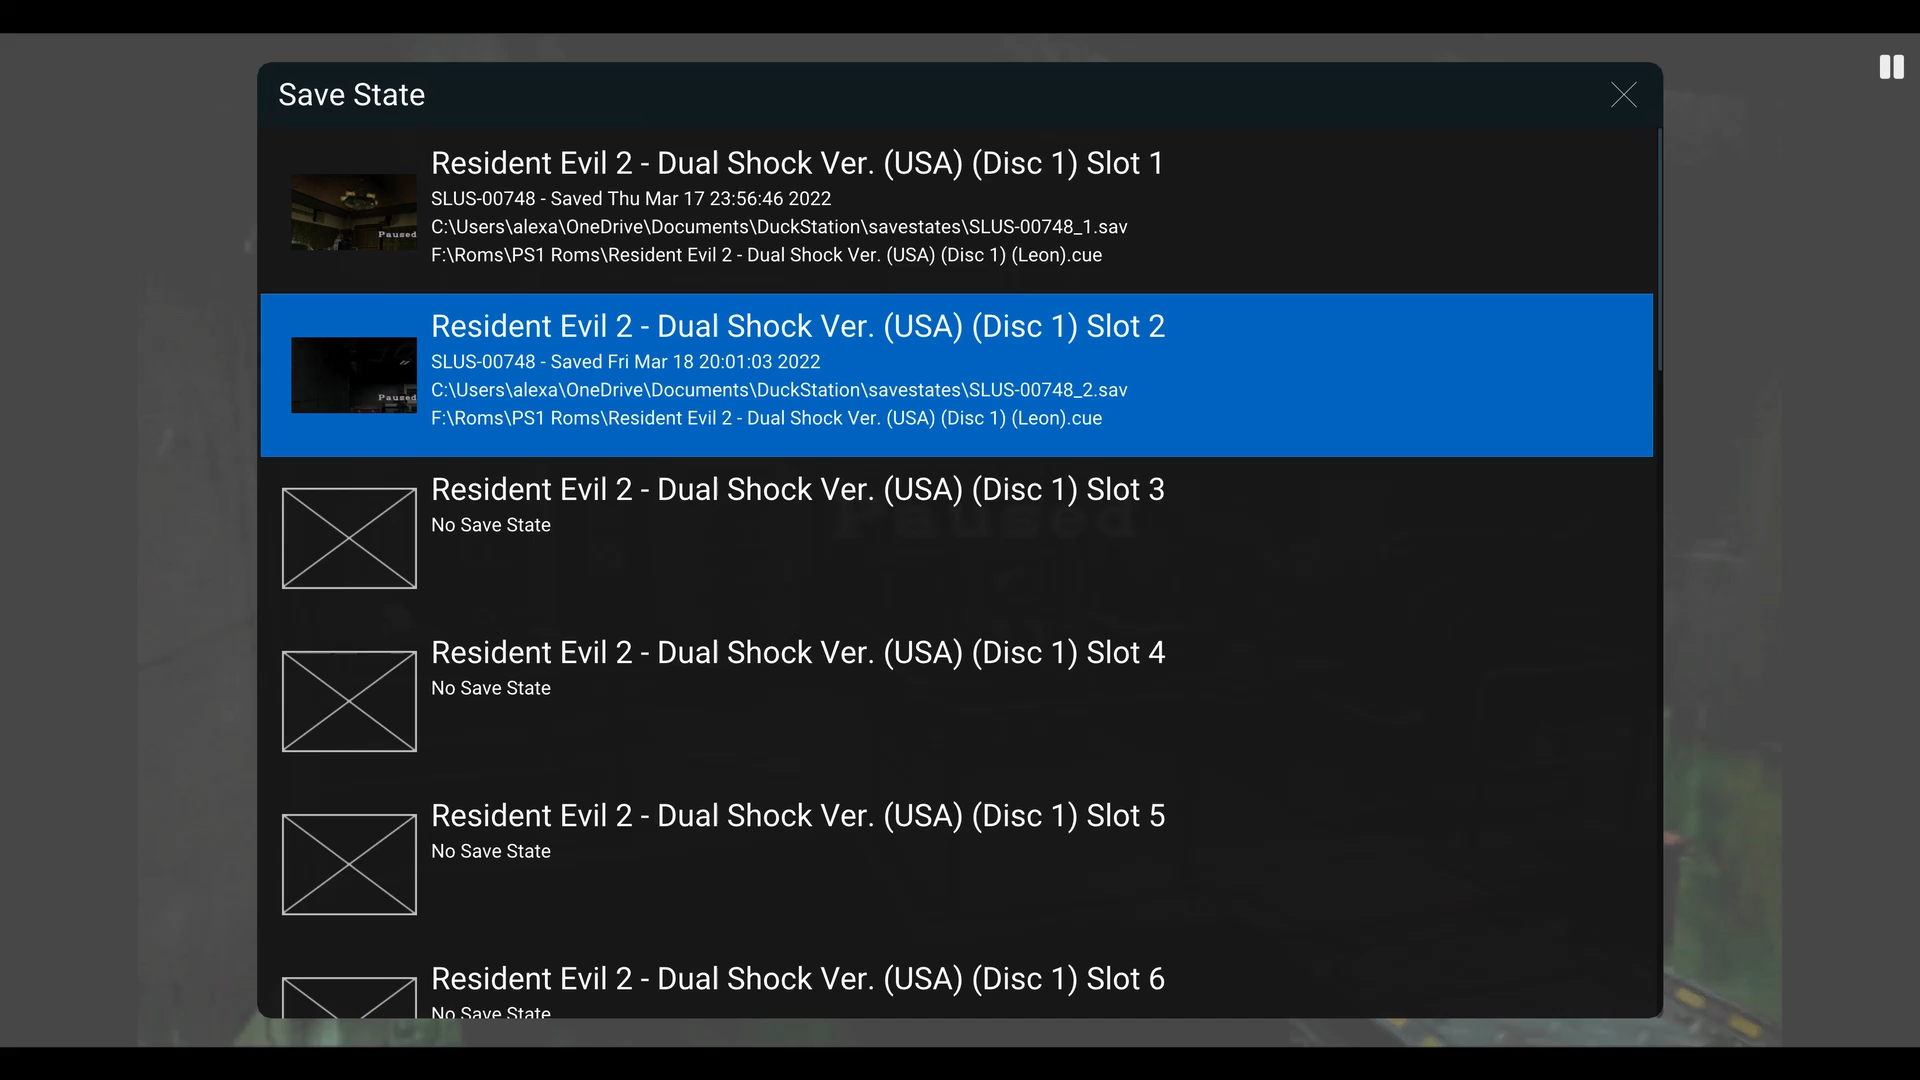 Save State
Resident Evil 2 - Dual Shock Ver. (USA) (Disc 1) Slot 1
SLUS-00748 - Saved Thu Mar 17 23:56:46 2022
C:\Users\alexa\OneDrive\Documents\DuckStation\savestates\SLUS-00748_1.sav
F:\Roms\PS1 Roms\Resident Evil 2 - Dual Shock Ver. (USA) (Disc 1) (Leon).cue
Paused
Resident Evil 2 - Dual Shock Ver. (USA) (Disc 1) Slot 2
SLUS-00748 - Saved Fri Mar 18 20:01:03 2022
C:\Users\alexa\OneDrive\Documents\DuckStation\savestates\SLUS-00748_2.sav
F:\Roms\PS1 Roms\Resident Evil 2 - Dual Shock Ver. (USA) (Disc 1) (Leon).cue
Paused
Resident Evil 2 - Dual Shock Ver. (USA) (Disc 1) Slot 3
No Save State
Paused
Resident Evil 2 - Dual Shock Ver. (USA) (Disc 1) Slot 4
No Save State
Resident Evil 2 - Dual Shock Ver. (USA) (Disc 1) Slot 5
No Save State
Resident Evil 2 - Dual Shock Ver. (USA) (Disc 1) Slot 6
No Save State